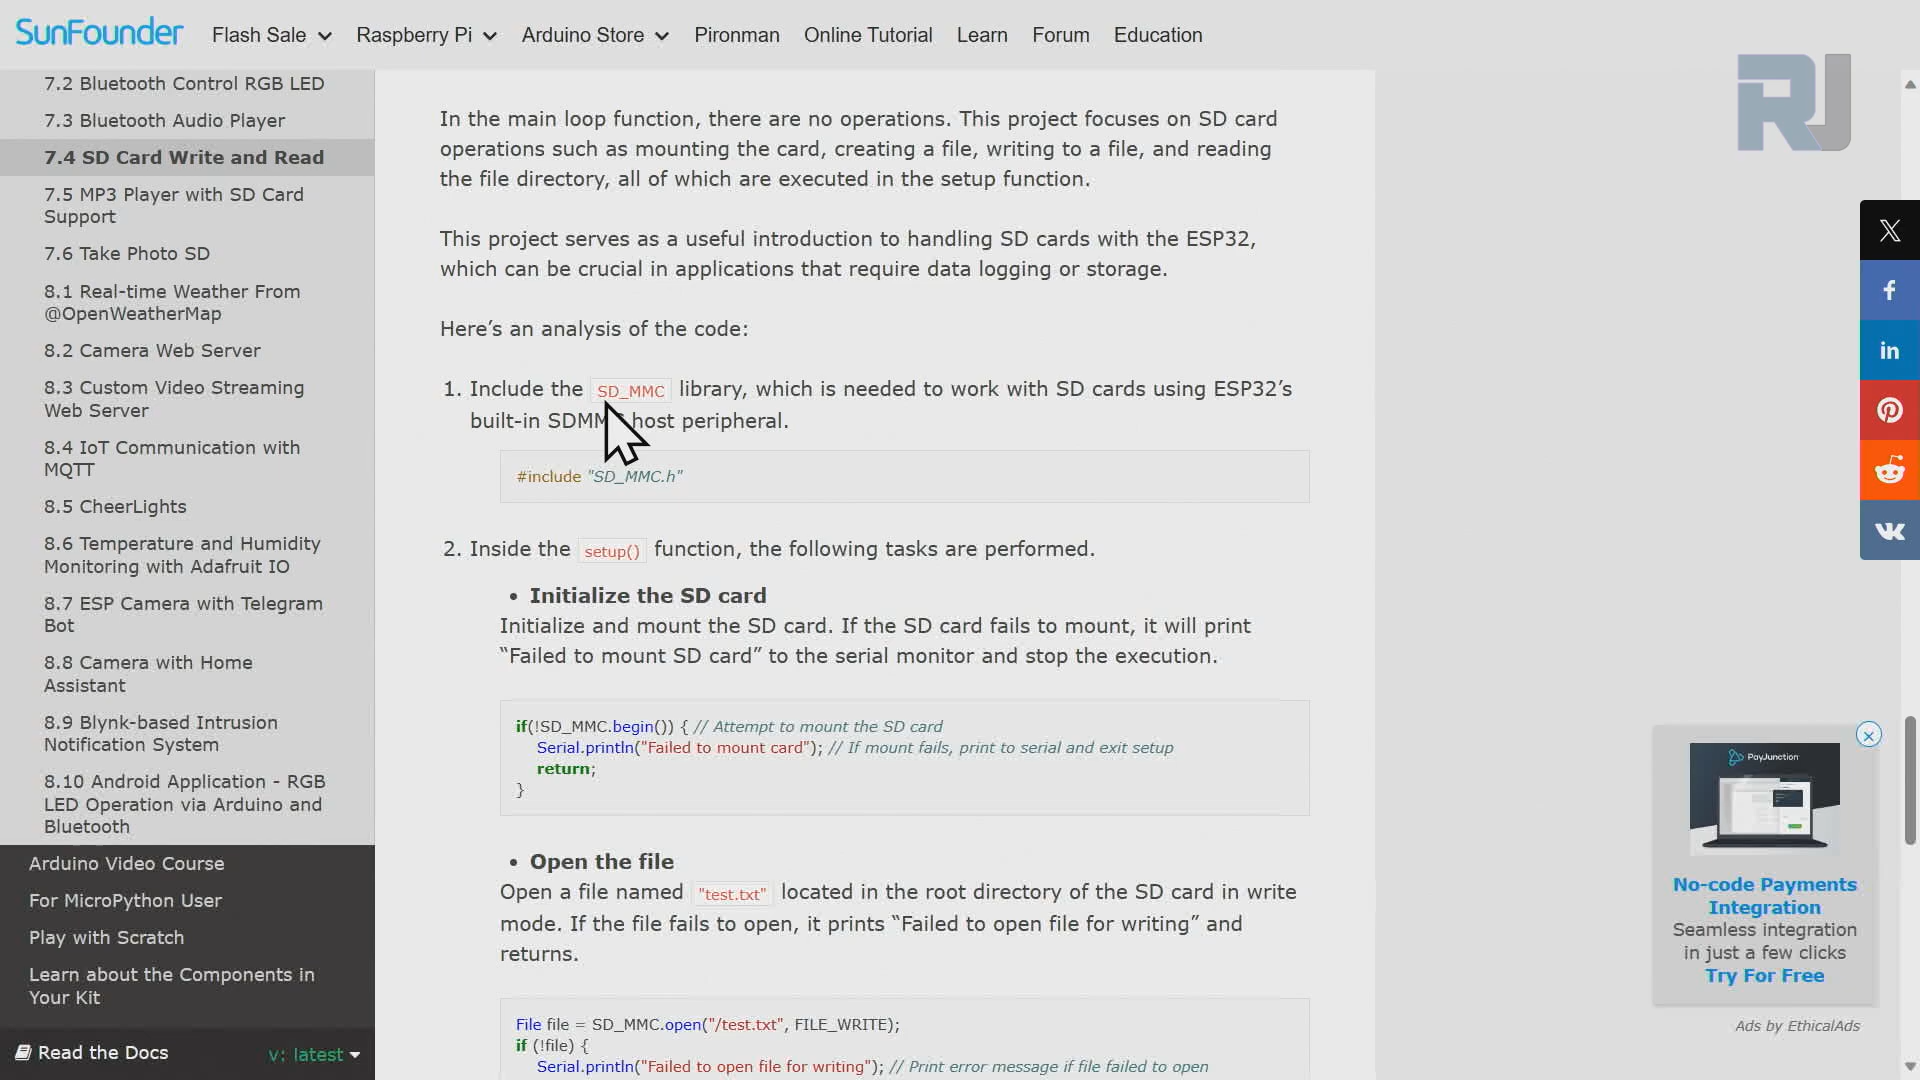 SunFounder
Flash Sale
Raspberry Pi
Arduino Store
Pironman
Online Tutorial
Learn
Forum
Education
RJ
7.2 Bluetooth Control RGB LED
7.3 Bluetooth Audio Player
7.4 SD Card Write and Read
7.5 MP3 Player with SD Card
Support
7.6 Take Photo SD
8.1 Real-time Weather From
@OpenWeatherMap
8.2 Camera Web Server
8.3 Custom Video Streaming
Web Server
8.4 IoT Communication with
MQTT
8.5 CheerLights
8.6 Temperature and Humidity
Monitoring with Adafruit IO
8.7 ESP Camera with Telegram
Bot
8.8 Camera with Home
Assistant
8.9 Blynk-based Intrusion
Notification System
8.10 Android Application - RGB
LED Operation via Arduino and
Bluetooth
Arduino Video Course
For MicroPython User
Play with Scratch
Learn about the Components in
Your Kit
Read the Docs
v: latest
In the main loop function, there are no operations. This project focuses on SD card
operations such as mounting the card, creating a file, writing to a file, and reading
the file directory, all of which are executed in the setup function.
This project serves as a useful introduction to handling SD cards with the ESP32,
which can be crucial in applications that require data logging or storage.
Here's an analysis of the code:
1. Include the SD_MMC library, which is needed to work with SD cards using ESP32's
built-in SDMMC host peripheral.
#include "SD_MMC.h"
2. Inside the setup() function, the following tasks are performed.
• Initialize the SD card
Initialize and mount the SD card. If the SD card fails to mount, it will print
“Failed to mount SD card” to the serial monitor and stop the execution.
if(!SD_MMC.begin()) { // Attempt to mount the SD card
Serial.println("Failed to mount card"); // If mount fails, print to serial and exit setup
return;
}
• Open the file
Open a file named "test.txt" located in the root directory of the SD card in write
mode. If the file fails to open, it prints “Failed to open file for writing” and
returns.
File file = SD_MMC.open("/test.txt", FILE_WRITE);
if (!file) {
Serial.println("Failed to open file for writing"); // Print error message if file failed to open
PayJunction
No-code Payments
Integration
Seamless integration
in just a few clicks
Try For Free
Ads by EthicalAds